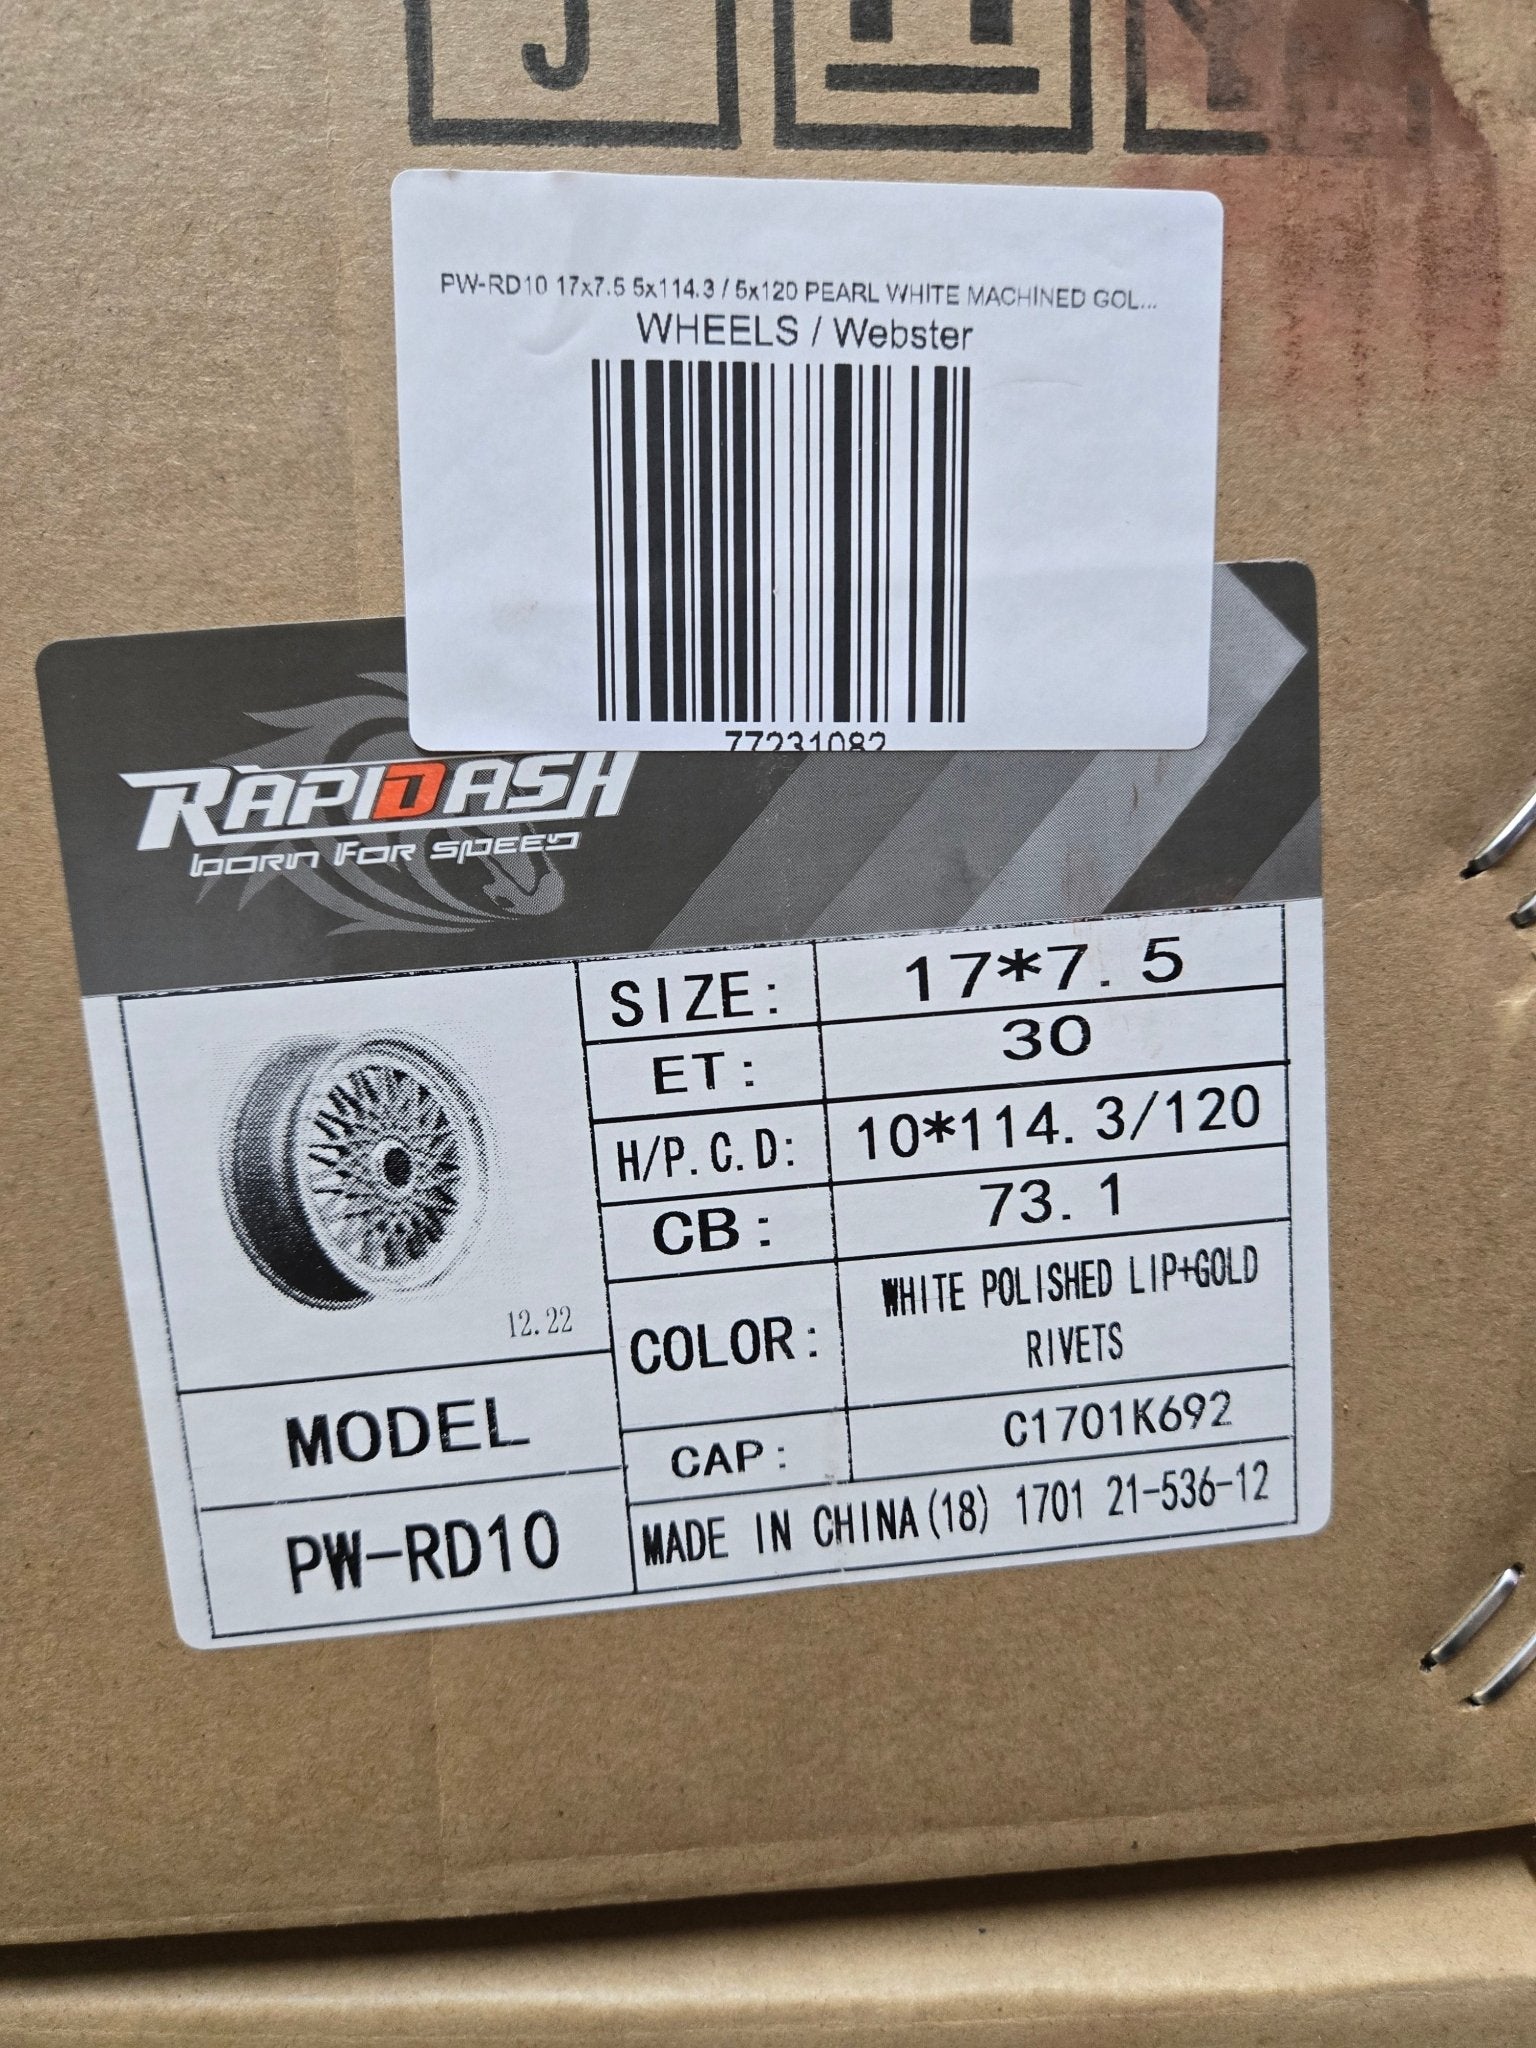 J
PW-RD10 17x7.5 5x114.3 / 5x120 PEARL WHITE MACHINED GOL...
WHEELS / Webster
77231082
RAPIDASH
BORN FOR SPEED
SIZE: 17*7.5
ET: 30
H/P.C.D: 10*114.3/120
CB: 73.1
12.22
COLOR: WHITE POLISHED LIP+GOLD
RIVETS
MODEL
CAP: C1701K692
PW-RD10
MADE IN CHINA(18) 1701 21-536-12